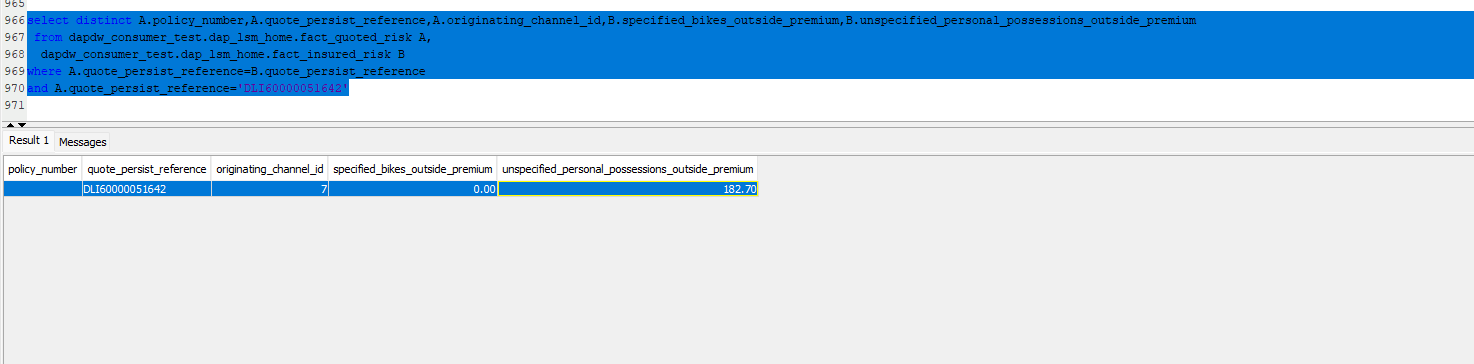 965
966 select distinct A.policy_number,A.quote_persist_reference,A.originating_channel_id,B.specified_bikes_outside_premium,B.unspecified_personal_possessions_outside_premium
967 from dapdw_consumer_test.dap_lsm_home.fact_quoted_risk A,
968 dapdw_consumer_test.dap_lsm_home.fact_insured_risk B
969 where A.quote_persist_reference=B.quote_persist_reference
970 and A.quote_persist_reference='DLI60000051642'
971
Result 1 Messages
policy_number quote_persist_reference originating_channel_id specified_bikes_outside_premium unspecified_personal_possessions_outside_premium
DLI60000051642 7 0.00 182.70